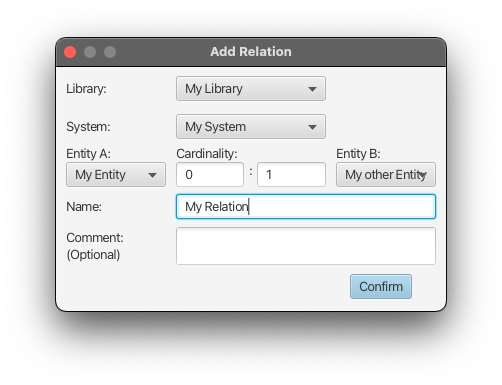 Add Relation
Library: My Library
System: My System
Entity A: Cardinality: Entity B:
My Entity 0 : 1 My other Entity
Name: My Relation
Comment:
(Optional)
Confirm